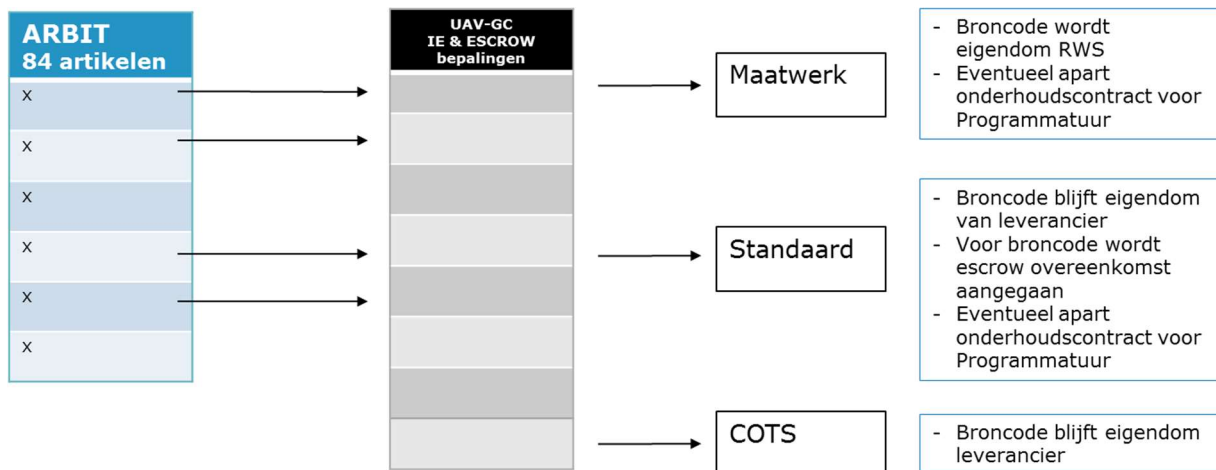 ARBIT
84 artikelen
x
x
x
x
x
x
UAV-GC
IE & ESCROW
bepalingen
Maatwerk
- Broncode wordt
eigendom RWS
- Eventueel apart
onderhoudscontract voor
Programmatuur
Standaard
- Broncode blijft eigendom
van leverancier
- Voor broncode wordt
escrow overeenkomst
aangegaan
- Eventueel apart
onderhoudscontract voor
Programmatuur
COTS
- Broncode blijft eigendom
leverancier